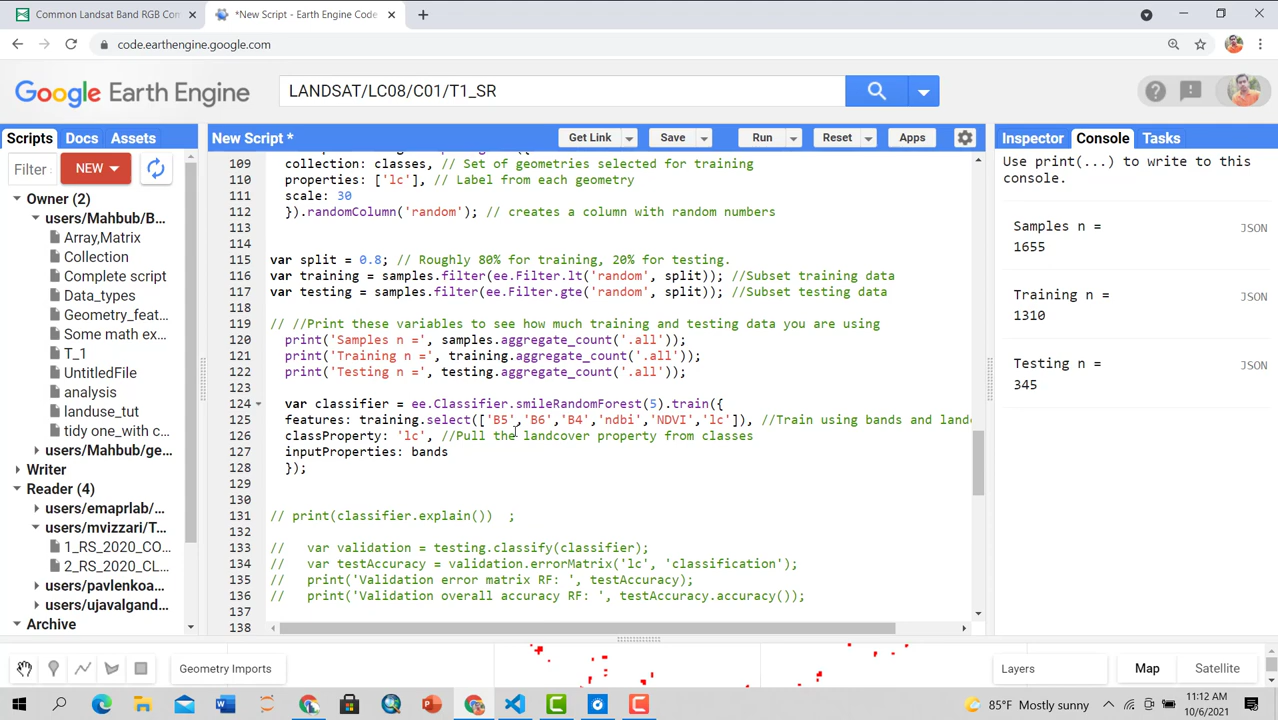 Common Landsat Band RGB Com
*New Script - Earth Engine Code
code.earthengine.google.com
Google Earth Engine
LANDSAT/LC08/C01/T1_SR
Scripts
Docs
Assets
New Script *
Get Link
Save
Run
Reset
Apps
Inspector
Console
Tasks
Filter
NEW
Owner (2)
users/Mahbub/B...
Array,Matrix
Collection
Complete script
Data_types
Geometry_feat...
Some math ex...
T_1
UntitledFile
analysis
landuse_tut
tidy one_with c...
users/Mahbub/ge...
Writer
Reader (4)
users/emaprlab/...
users/mvizzari/T...
1_RS_2020_CO...
2_RS_2020_CL...
users/pavlenkoa...
users/ujavalgand...
Archive
109
110
111
112
113
114
115
116
117
118
119
120
121
122
123
124
125
126
127
128
129
130
131
132
133
134
135
136
137
138
collection: classes, // Set of geometries selected for training
properties: ['lc'], // Label from each geometry
scale: 30
}).randomColumn('random'); // creates a column with random numbers
var split = 0.8; // Roughly 80% for training, 20% for testing.
var training = samples.filter(ee.Filter.lt('random', split)); //Subset training data
var testing = samples.filter(ee.Filter.gte('random', split)); //Subset testing data
// //Print these variables to see how much training and testing data you are using
print('Samples n =', samples.aggregate_count('.all'));
print('Training n =', training.aggregate_count('.all'));
print('Testing n =', testing.aggregate_count('.all'));
var classifier = ee.Classifier.smileRandomForest(5).train({
features: training.select(['B5','B6','B4','ndbi','NDVI','lc']), //Train using bands and land
classProperty: 'lc', //Pull the landcover property from classes
inputProperties: bands
});
// print(classifier.explain()) ;
// var validation = testing.classify(classifier);
// var testAccuracy = validation.errorMatrix('lc', 'classification');
// print('Validation error matrix RF: ', testAccuracy);
// print('Validation overall accuracy RF: ', testAccuracy.accuracy());
Use print(...) to write to this
console.
Samples n =
JSON
1655
Training n =
JSON
1310
Testing n =
JSON
345
Geometry Imports
Layers
Map
Satellite
85°F Mostly sunny
11:12 AM
10/6/2021